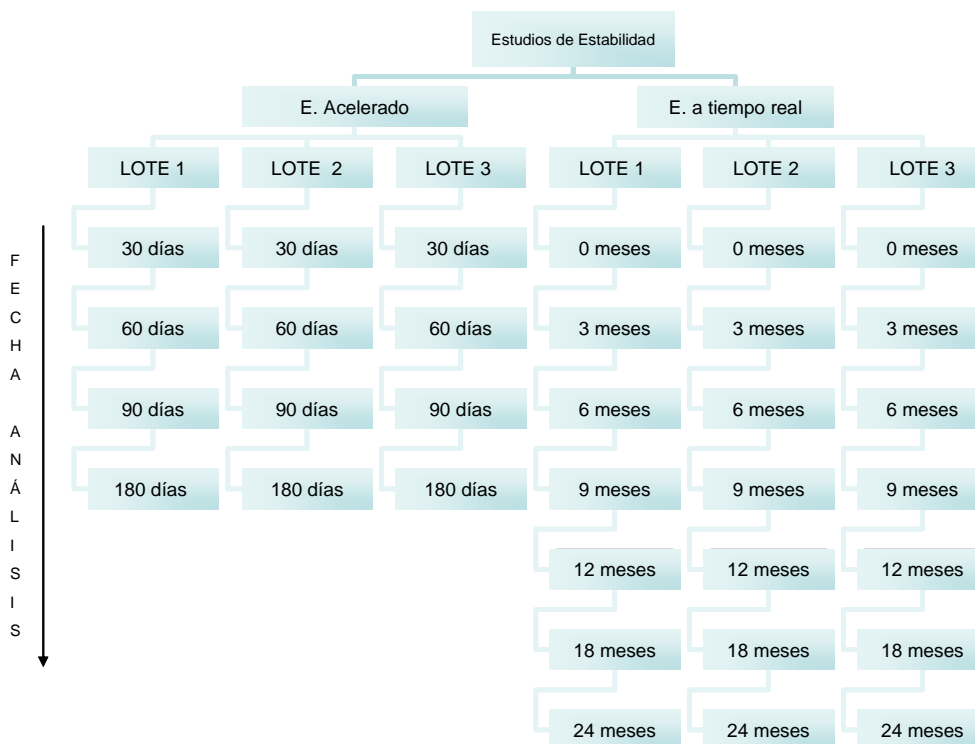 Estudios de Estabilidad
E. Acelerado
E. a tiempo real
LOTE 1
LOTE 2
LOTE 3
LOTE 1
LOTE 2
LOTE 3
30 días
30 días
30 días
0 meses
0 meses
0 meses
60 días
60 días
60 días
3 meses
3 meses
3 meses
90 días
90 días
90 días
6 meses
6 meses
6 meses
180 días
180 días
180 días
9 meses
9 meses
9 meses
12 meses
12 meses
12 meses
18 meses
18 meses
18 meses
24 meses
24 meses
24 meses
FECHA ANÁLISIS